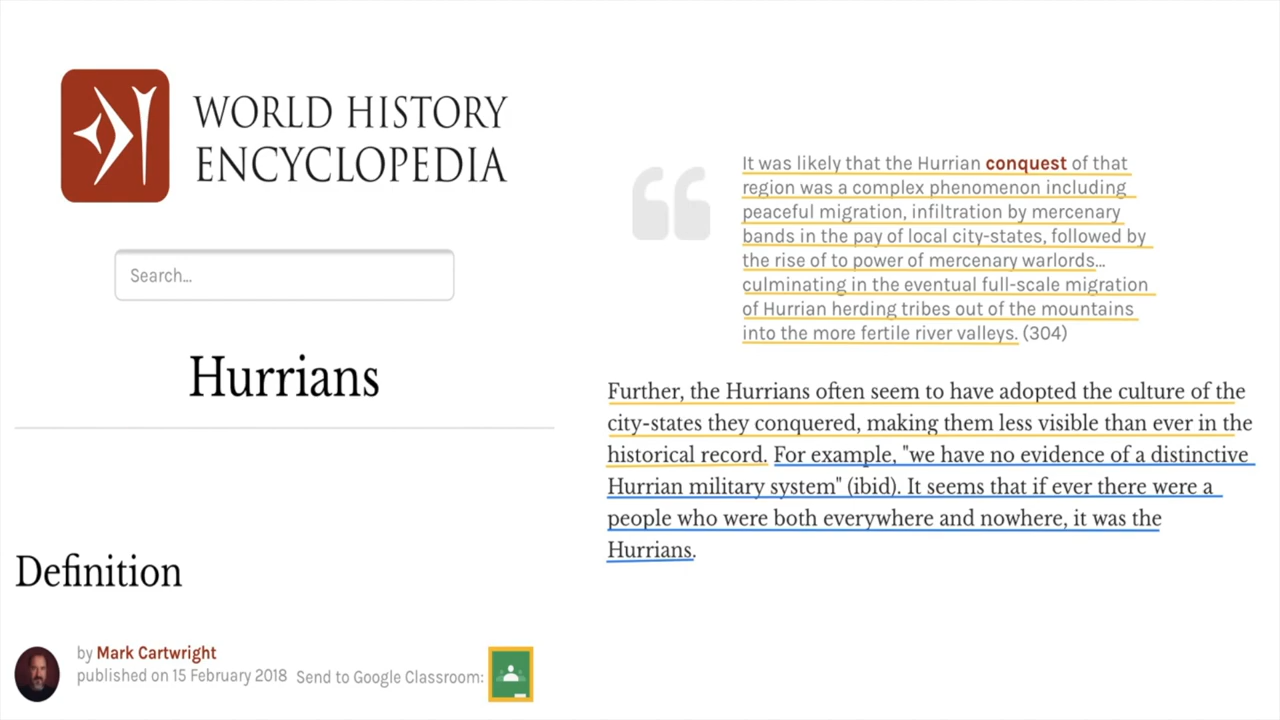 WORLD HISTORY
ENCYCLOPEDIA
Search...
Hurrians
Definition
by Mark Cartwright
published on 15 February 2018 Send to Google Classroom:
It was likely that the Hurrian conquest of that
region was a complex phenomenon including
peaceful migration, infiltration by mercenary
bands in the pay of local city-states, followed by
the rise of to power of mercenary warlords…
culminating in the eventual full-scale migration
of Hurrian herding tribes out of the mountains
into the more fertile river valleys. (304)
Further, the Hurrians often seem to have adopted the culture of the
city-states they conquered, making them less visible than ever in the
historical record. For example, "we have no evidence of a distinctive
Hurrian military system" (ibid). It seems that if ever there were a
people who were both everywhere and nowhere, it was the
Hurrians.